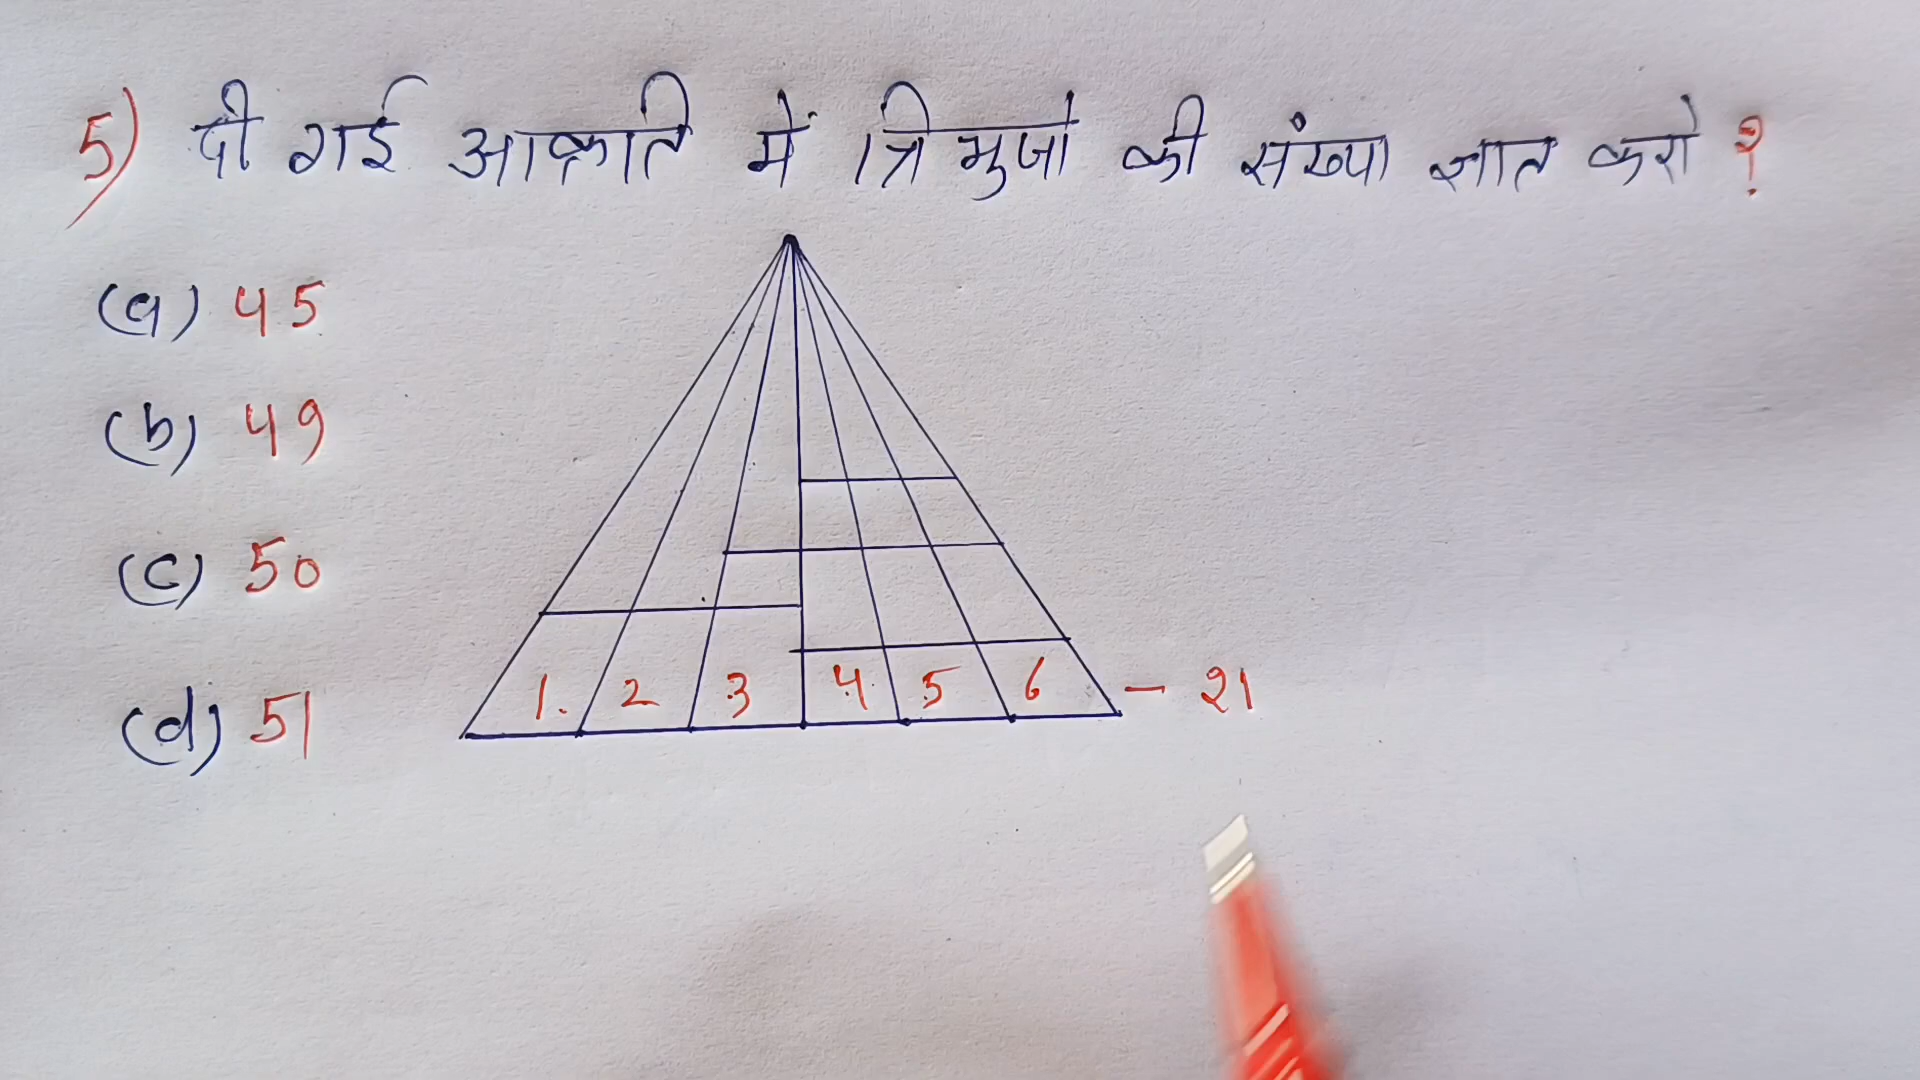 5) दी गई आकृति में त्रिभुजो की संख्या ज्ञात करो ?
(a) 45
(b) 49
(c) 50
(d) 51
1. 2 3 4 5 6 - 21